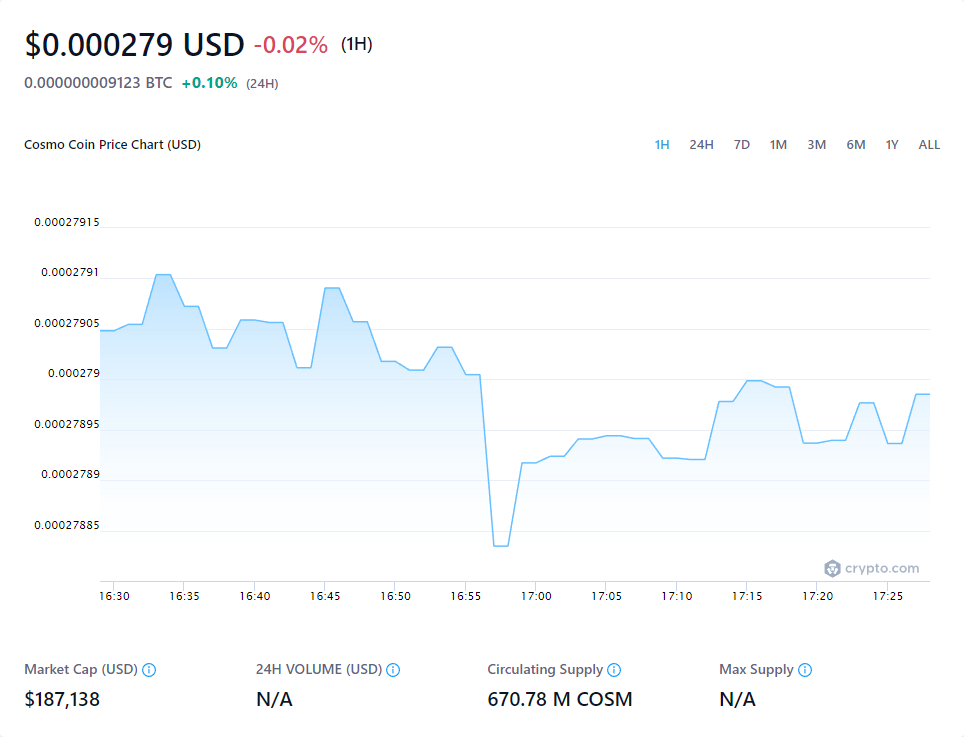 $0.000279 USD -0.02% (1H)
0.000000009123 BTC +0.10% (24H)
Cosmo Coin Price Chart (USD) 1H 24H 7D 1M 3M 6M 1Y ALL
0.00027915
0.0002791
0.00027905
0.000279
0.00027895
0.0002789
0.00027885
crypto.com
16:30 16:35 16:40 16:45 16:50 16:55 17:00 17:05 17:10 17:15 17:20 17:25
Market Cap (USD) 24H VOLUME (USD) Circulating Supply Max Supply
$187,138 N/A 670.78 M COSM N/A